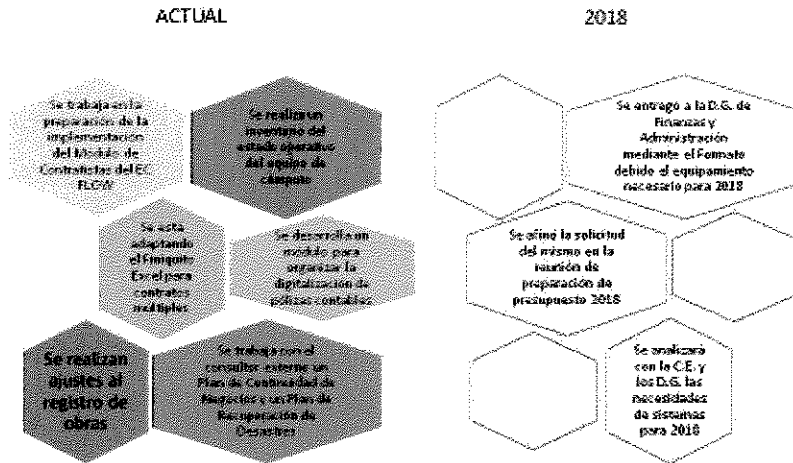 ACTUAL
2018
Se trabaja en la
preparación de la
implementación
del Modulo de
Contratistas del EC
FLOW
Se realiza un
inventario del
estado operativo
del equipo de
cómputo
Se esta
adaptando
el Finiquito
Excel para
contratos
multiples
Se desarrolla un
módulo para
organizar la
digitalización de
pólizas contables
Se realizan
ajustes al
registro de
obras
Se trabaja con el
consultor externo un
Plan de Continuidad de
Negocios y un Plan de
Recuperación de
Desastres
Se entregó a la D.G. de
Finanzas y
Administración
mediante el Formato
debido el equipamiento
necesario para 2018
Se afinó la solicitud
del mismo en la
reunión de
preparación de
presupuesto 2018
Se analizará
con la C.E. y
los D.G. las
necesidades
de sistemas
para 2018